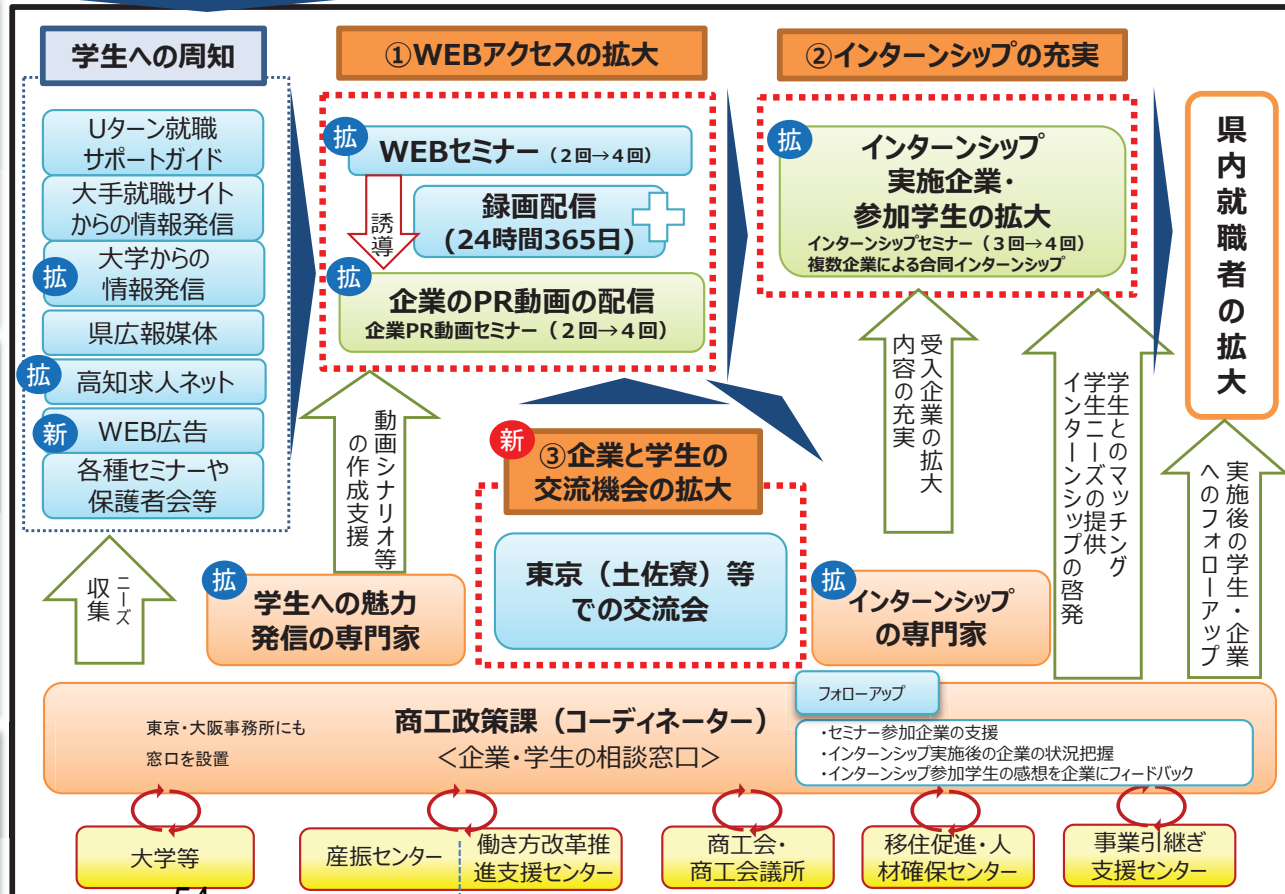 学生への周知
Uターン就職
サポートガイド
大手就職サイト
からの情報発信
拡
大学からの
情報発信
県広報媒体
拡
高知求人ネット
新
WEB広告
各種セミナーや
保護者会等
ニーズ
収集
①WEBアクセスの拡大
拡
WEBセミナー（２回→４回）
誘導
録画配信
(24時間365日)
拡
企業のPR動画の配信
企業PR動画セミナー（２回→４回）
動画シナリオ等
の作成支援
拡
学生への魅力
発信の専門家
新
③企業と学生の
交流機会の拡大
東京（土佐寮）等
での交流会
②インターンシップの充実
拡
インターンシップ
実施企業・
参加学生の拡大
インターンシップセミナー（３回→４回）
複数企業による合同インターンシップ
受入企業の拡大
内容の充実
拡
インターンシップ
の専門家
学生とのマッチング
学生ニーズの提供
インターンシップの啓発
県内就職者の拡大
実施後の学生・企業
へのフォローアップ
東京・大阪事務所にも
窓口を設置
商工政策課（コーディネーター）
＜企業・学生の相談窓口＞
フォローアップ
・セミナー参加企業の支援
・インターンシップ実施後の企業の状況把握
・インターンシップ参加学生の感想を企業にフィードバック
大学等
産振センター
働き方改革推
進支援センター
商工会・
商工会議所
移住促進・人
材確保センター
事業引継ぎ
支援センター